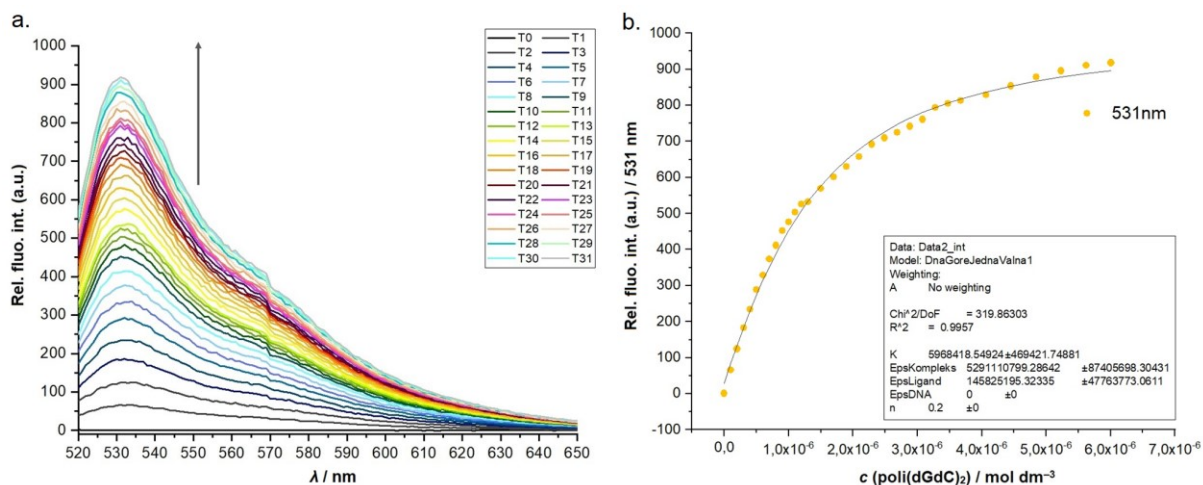 a.
Rel. fluo. int. (a.u.)
1000
900
800
700
600
500
400
300
200
100
0
520 530 540 550 560 570 580 590 600 610 620 630 640 650
λ / nm
T0 T1
T2 T3
T4 T5
T6 T7
T8 T9
T10 T11
T12 T13
T14 T15
T16 T17
T18 T19
T20 T21
T22 T23
T24 T25
T26 T27
T28 T29
T30 T31
b.
Rel. fluo. int. (a.u.) / 531 nm
1000
900
800
700
600
500
400
300
200
100
0
-100
531nm
Data: Data2_int
Model: DnaGoreJednaValna1
Weighting:
A No weighting
Chi^2/DoF = 319.86303
R^2 = 0.9957
K 5968418.54924 ±469421.74881
EpsKompleks 5291110799.28642 ±87405698.30431
EpsLigand 145825195.32335 ±47763773.0611
EpsDNA 0 ±0
n 0.2 ±0
0,0 1,0x10⁻⁶ 2,0x10⁻⁶ 3,0x10⁻⁶ 4,0x10⁻⁶ 5,0x10⁻⁶ 6,0x10⁻⁶ 7,0x10⁻⁶
c (poli(dGdC)₂) / mol dm⁻³